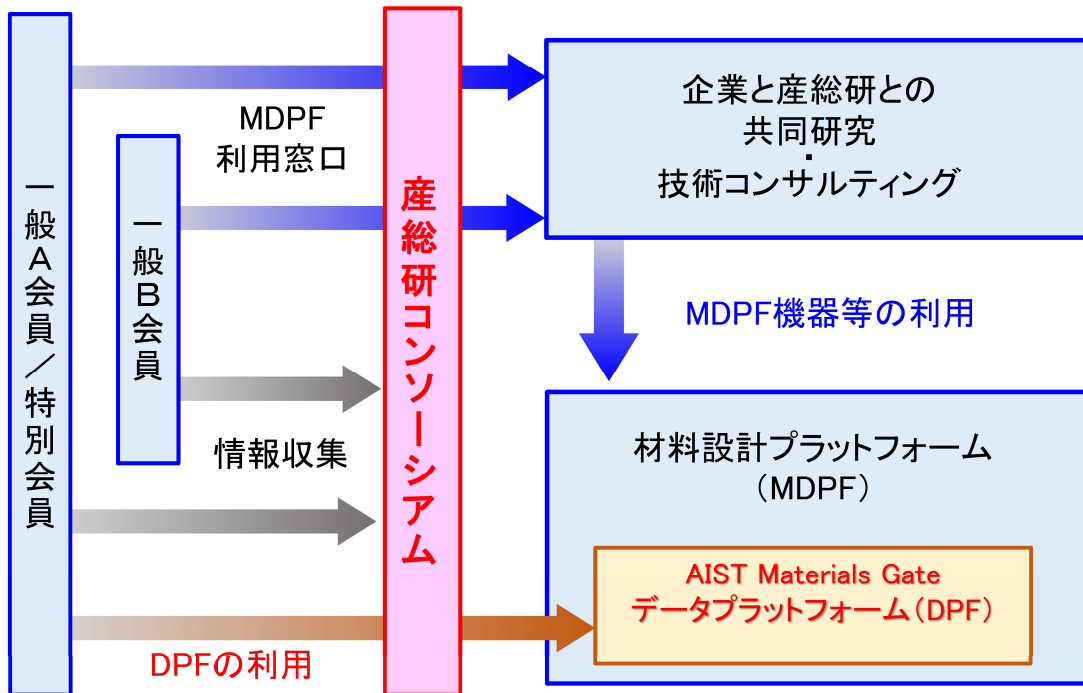 一般A会員／特別会員
一般B会員
MDPF
利用窓口
情報収集
DPFの利用
産総研コンソーシアム
企業と産総研との
共同研究
・
技術コンサルティング
MDPF機器等の利用
材料設計プラットフォーム
（MDPF）
AIST Materials Gate
データプラットフォーム（DPF）